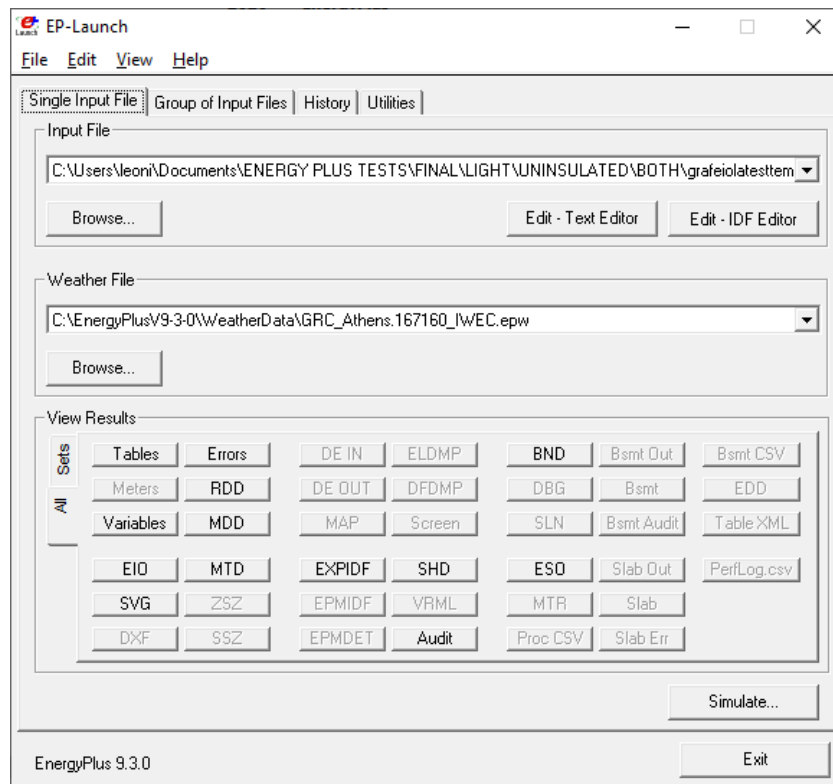 EP-Launch
File Edit View Help
Single Input File Group of Input Files History Utilities
Input File
C:\Users\leoni\Documents\ENERGY PLUS TESTS\FINAL\LIGHT\UNINSULATED\BOTH\grafeiolatesttem
Browse... Edit - Text Editor Edit - IDF Editor
Weather File
C:\EnergyPlusV9-3-0\WeatherData\GRC_Athens.167160_IWEC.epw
Browse...
View Results
Sets
All
Tables Errors DE IN ELDMP BND Bsmt Out Bsmt CSV
Meters RDD DE OUT DFDMP DBG Bsmt EDD
Variables MDD MAP Screen SLN Bsmt Audit Table XML
EIO MTD EXPIDF SHD ESO Slab Out PerfLog.csv
SVG ZSZ EPMIDF VRML MTR Slab
DXF SSZ EPMDET Audit Proc CSV Slab Err
Simulate...
EnergyPlus 9.3.0 Exit